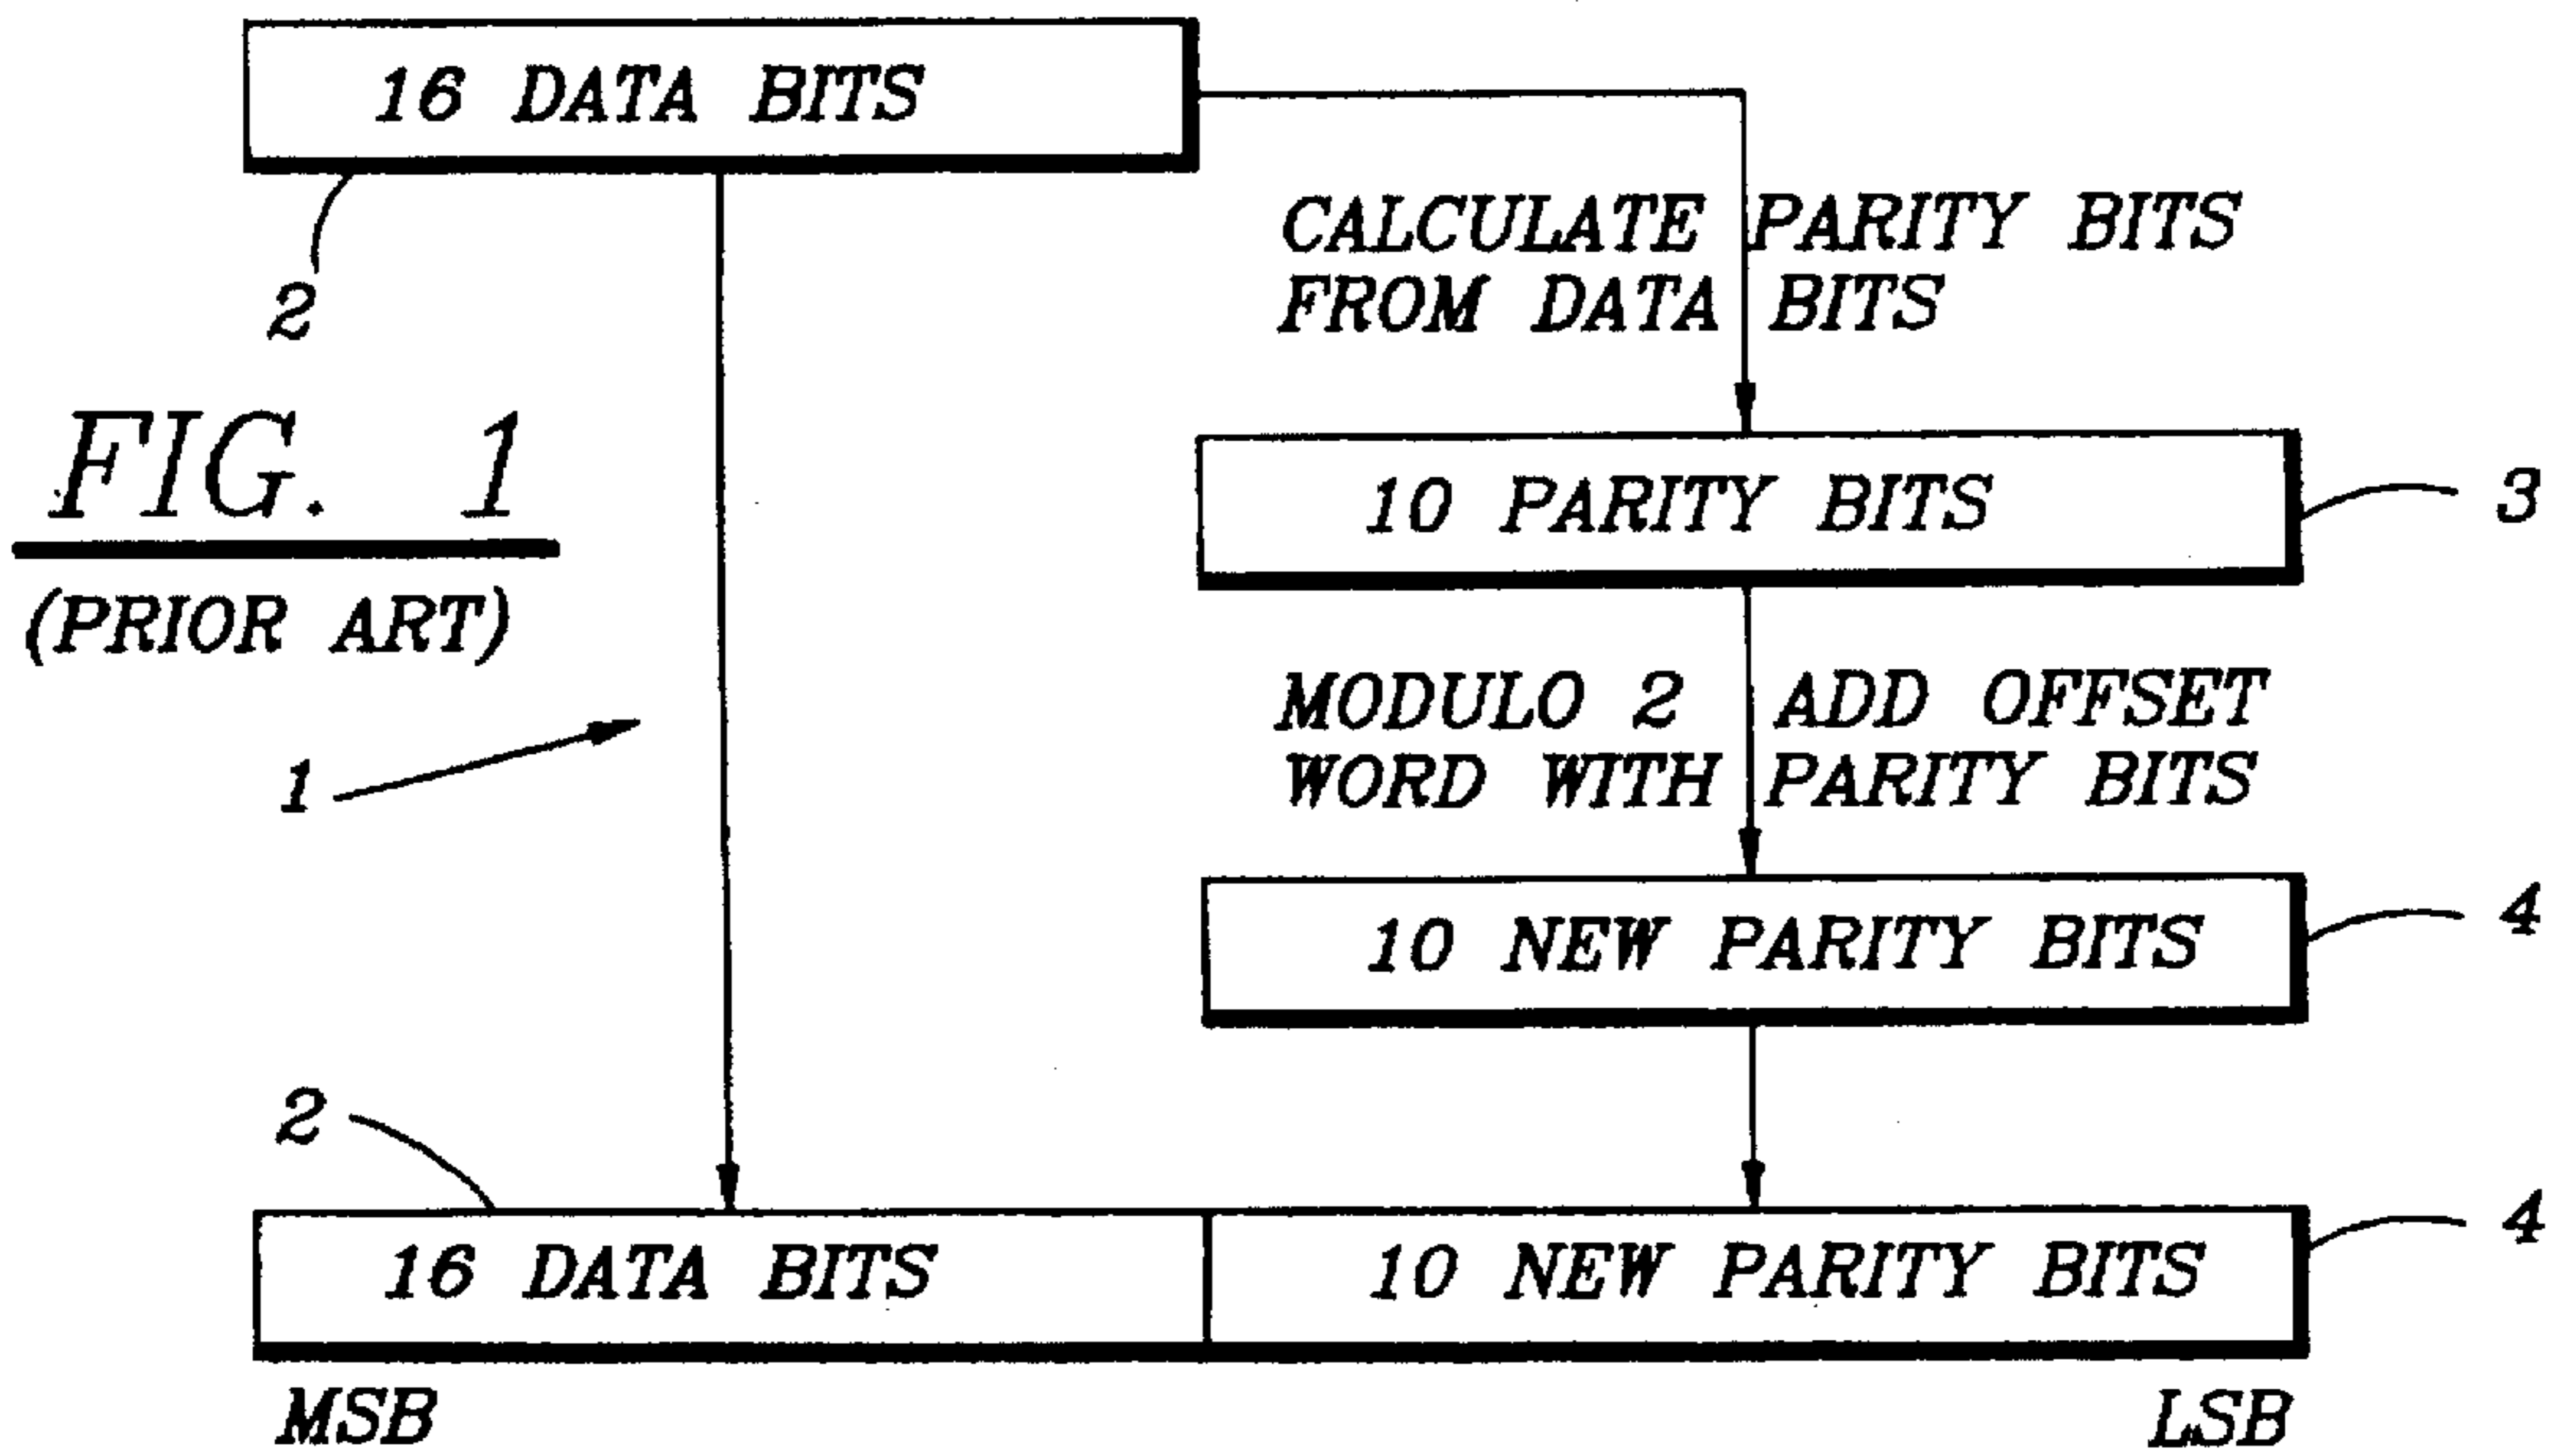 16 DATA BITS
2
CALCULATE PARITY BITS
FROM DATA BITS
FIG. 1
(PRIOR ART)
10 PARITY BITS
3
MODULO 2 ADD OFFSET
WORD WITH PARITY BITS
1
10 NEW PARITY BITS
4
2
16 DATA BITS
10 NEW PARITY BITS
4
MSB
LSB